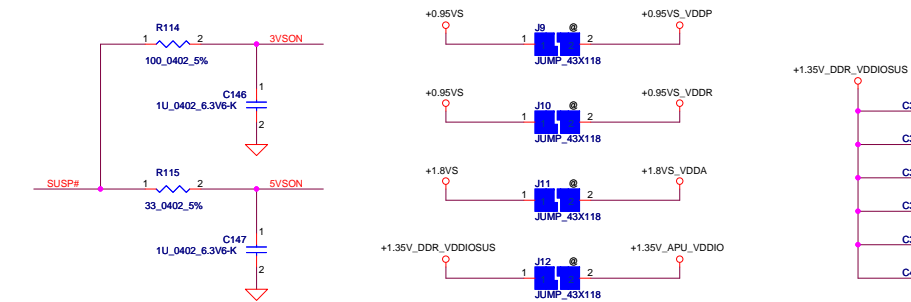 R114
1 2
3VSON
100_0402_5%
C146
1
1U_0402_6.3V6-K
2
SUSP#
R115
1 2
5VSON
33_0402_5%
C147
1
1U_0402_6.3V6-K
2
+0.95VS
+0.95VS_VDDP
J9 @
1 2
JUMP_43X118
+0.95VS
+0.95VS_VDDR
J10 @
1 2
JUMP_43X118
+1.8VS
+1.8VS_VDDA
J11 @
1 2
JUMP_43X118
+1.35V_DDR_VDDIOSUS
+1.35V_APU_VDDIO
J12 @
1 2
JUMP_43X118
+1.35V_DDR_VDDIOSUS